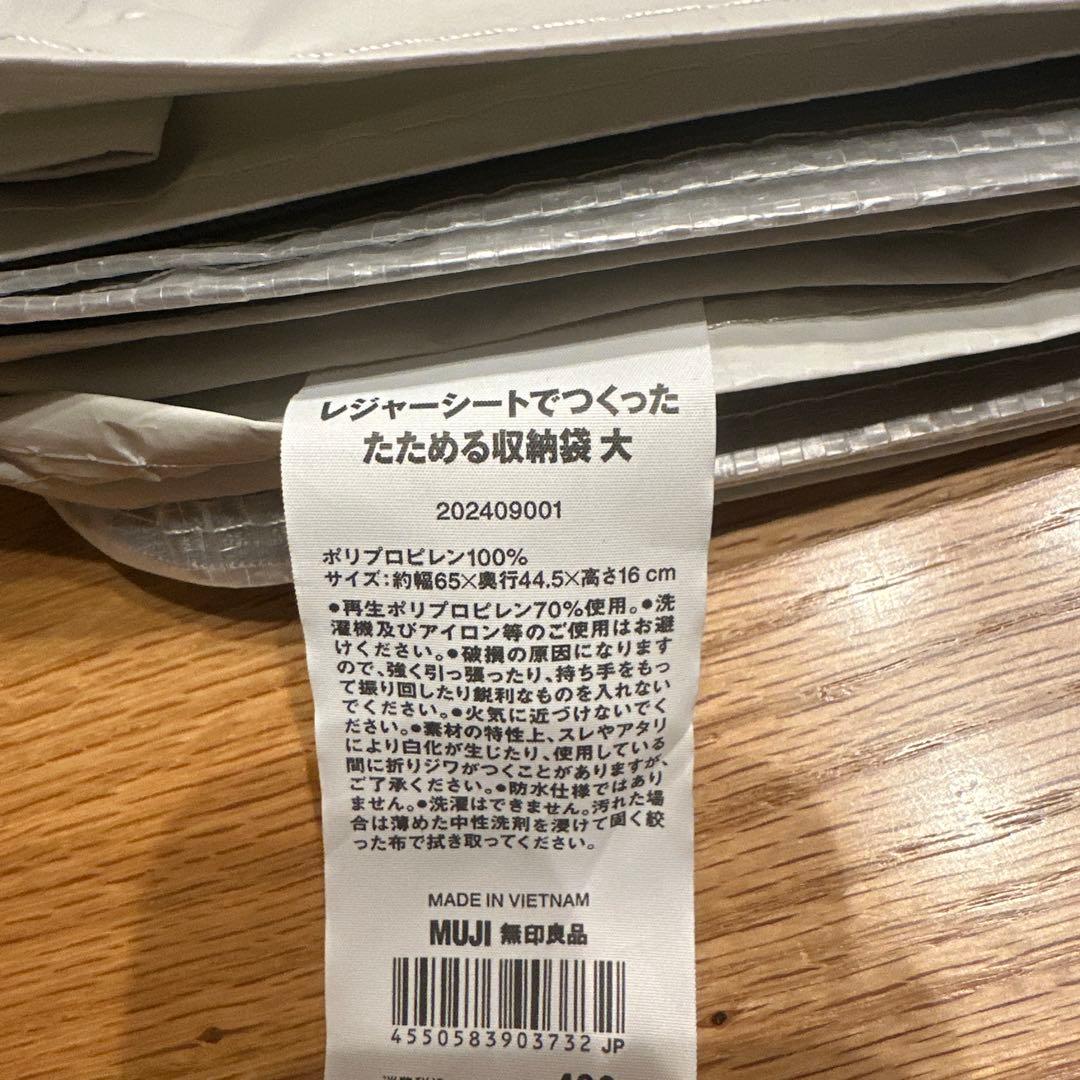 レジャーシートでつくった
たためる収納袋 大
202409001
ポリプロピレン100%
サイズ：約幅65×奥行44.5×高さ16 cm
●再生ポリプロピレン70%使用。●洗
濯機及びアイロン等のご使用はお避
けください。●破損の原因になります
ので、強く引っ張ったり、持ち手をもっ
て振り回したり鋭利なものを入れない
でください。●火気に近づけないでく
ださい。●素材の特性上、スレやアタリ
により白化が生じたり、使用している
間に折りジワがつくことがありますが、
ご了承ください。●防水仕様ではあり
ません。●洗濯はできません。汚れた場
合は薄めた中性洗剤を浸けて固く絞
った布で拭き取ってください。
MADE IN VIETNAM
MUJI 無印良品
4550583903732 JP